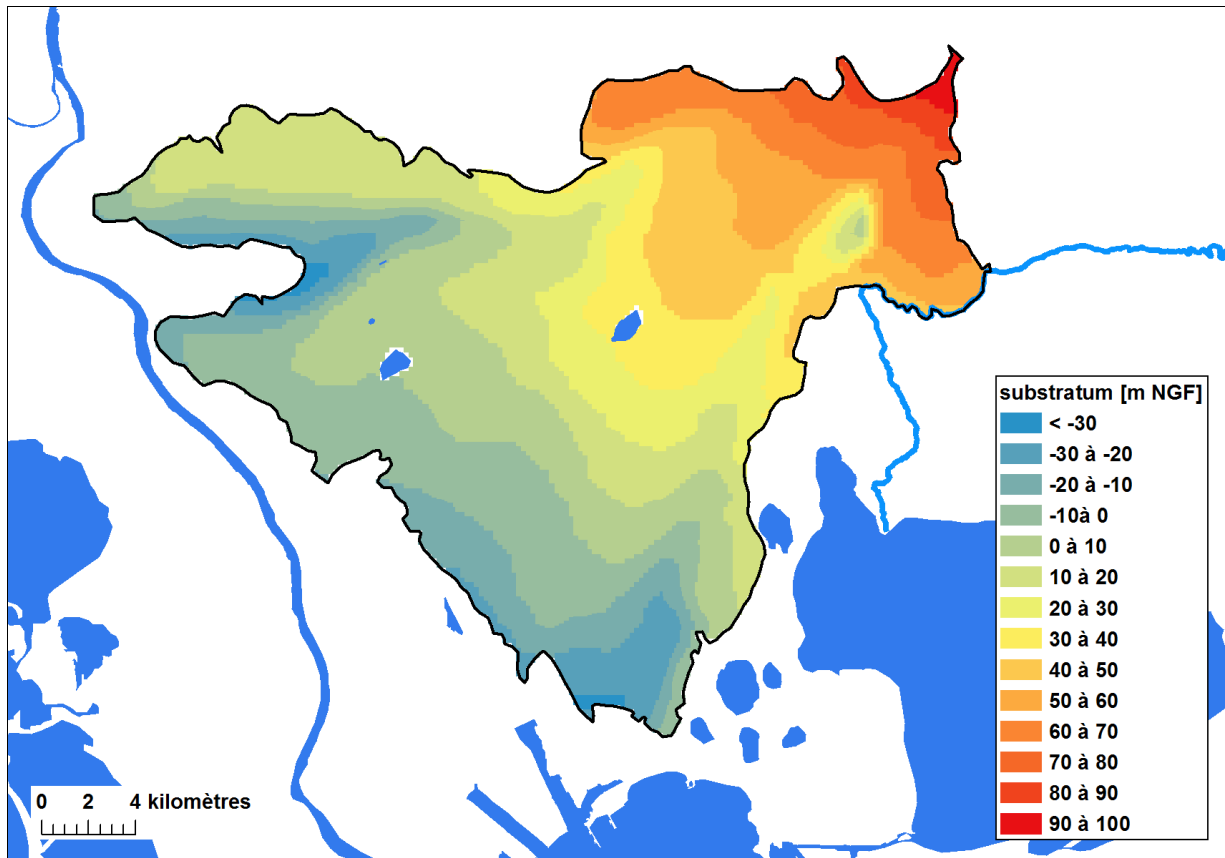 substratum [m NGF]
< -30
-30 à -20
-20 à -10
-10à 0
0 à 10
10 à 20
20 à 30
30 à 40
40 à 50
50 à 60
60 à 70
70 à 80
80 à 90
90 à 100
0 2 4 kilomètres